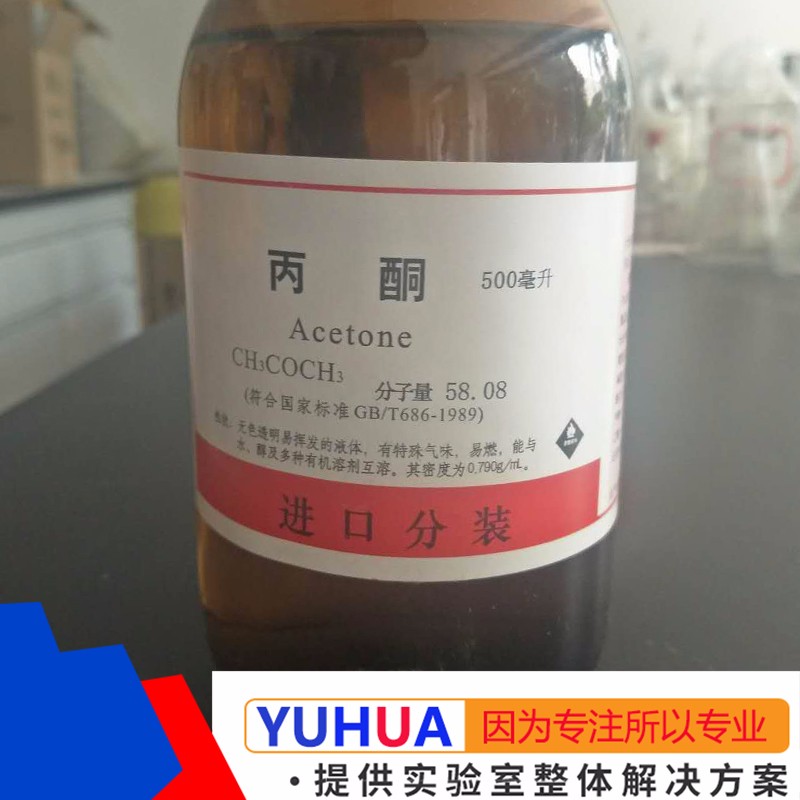 丙酮 500毫升
Acetone
CH₃COCH₃ 分子量 58.08
(符合国家标准GB/T686-1989)
性状：无色透明易挥发的液体，有特殊气味，易燃，能与
水，醇及多种有机溶剂互溶。其密度为0.790g/mL。
进口分装
YUHUA 因为专注所以专业
·提供实验室整体解决方案